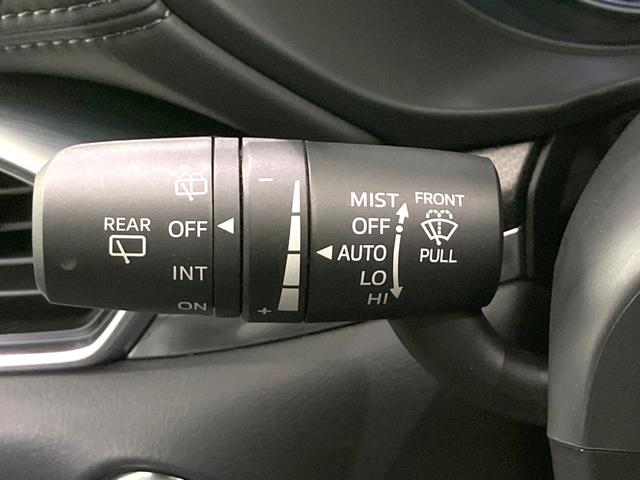 REAR
OFF
INT
ON
−
+
MIST
OFF
AUTO
LO
HI
FRONT
PULL